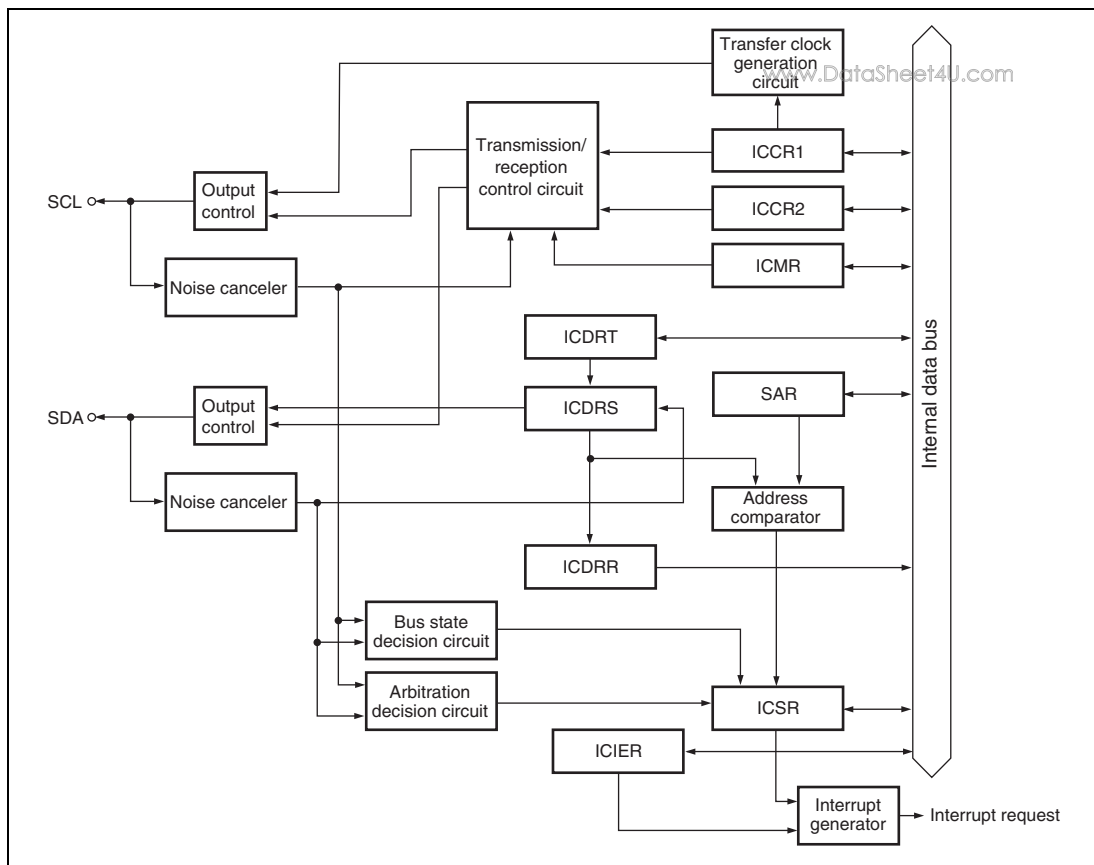 Transfer clock
generation
circuit
www.DataSheet4U.com
Transmission/
reception
control circuit
ICCR1
SCL
Output
control
ICCR2
ICMR
Noise canceler
ICDRT
Internal data bus
SDA
Output
control
ICDRS
SAR
Noise canceler
Address
comparator
ICDRR
Bus state
decision circuit
Arbitration
decision circuit
ICSR
ICIER
Interrupt
generator
Interrupt request